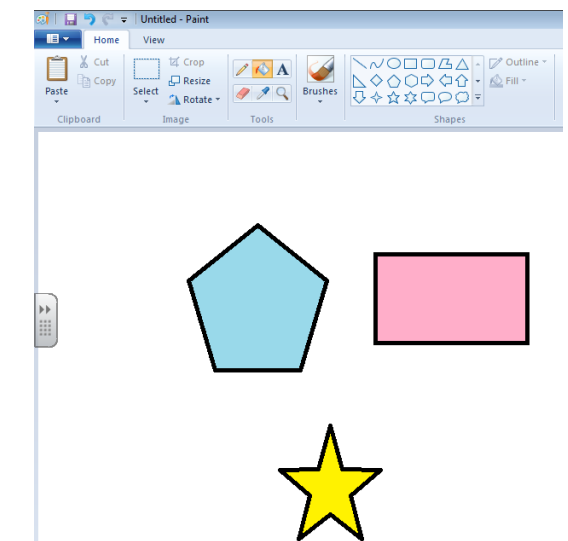 Untitled - Paint
Home View
Cut
Copy
Paste
Clipboard
Crop
Resize
Rotate
Select
Image
A
Tools
Brushes
Outline
Fill
Shapes